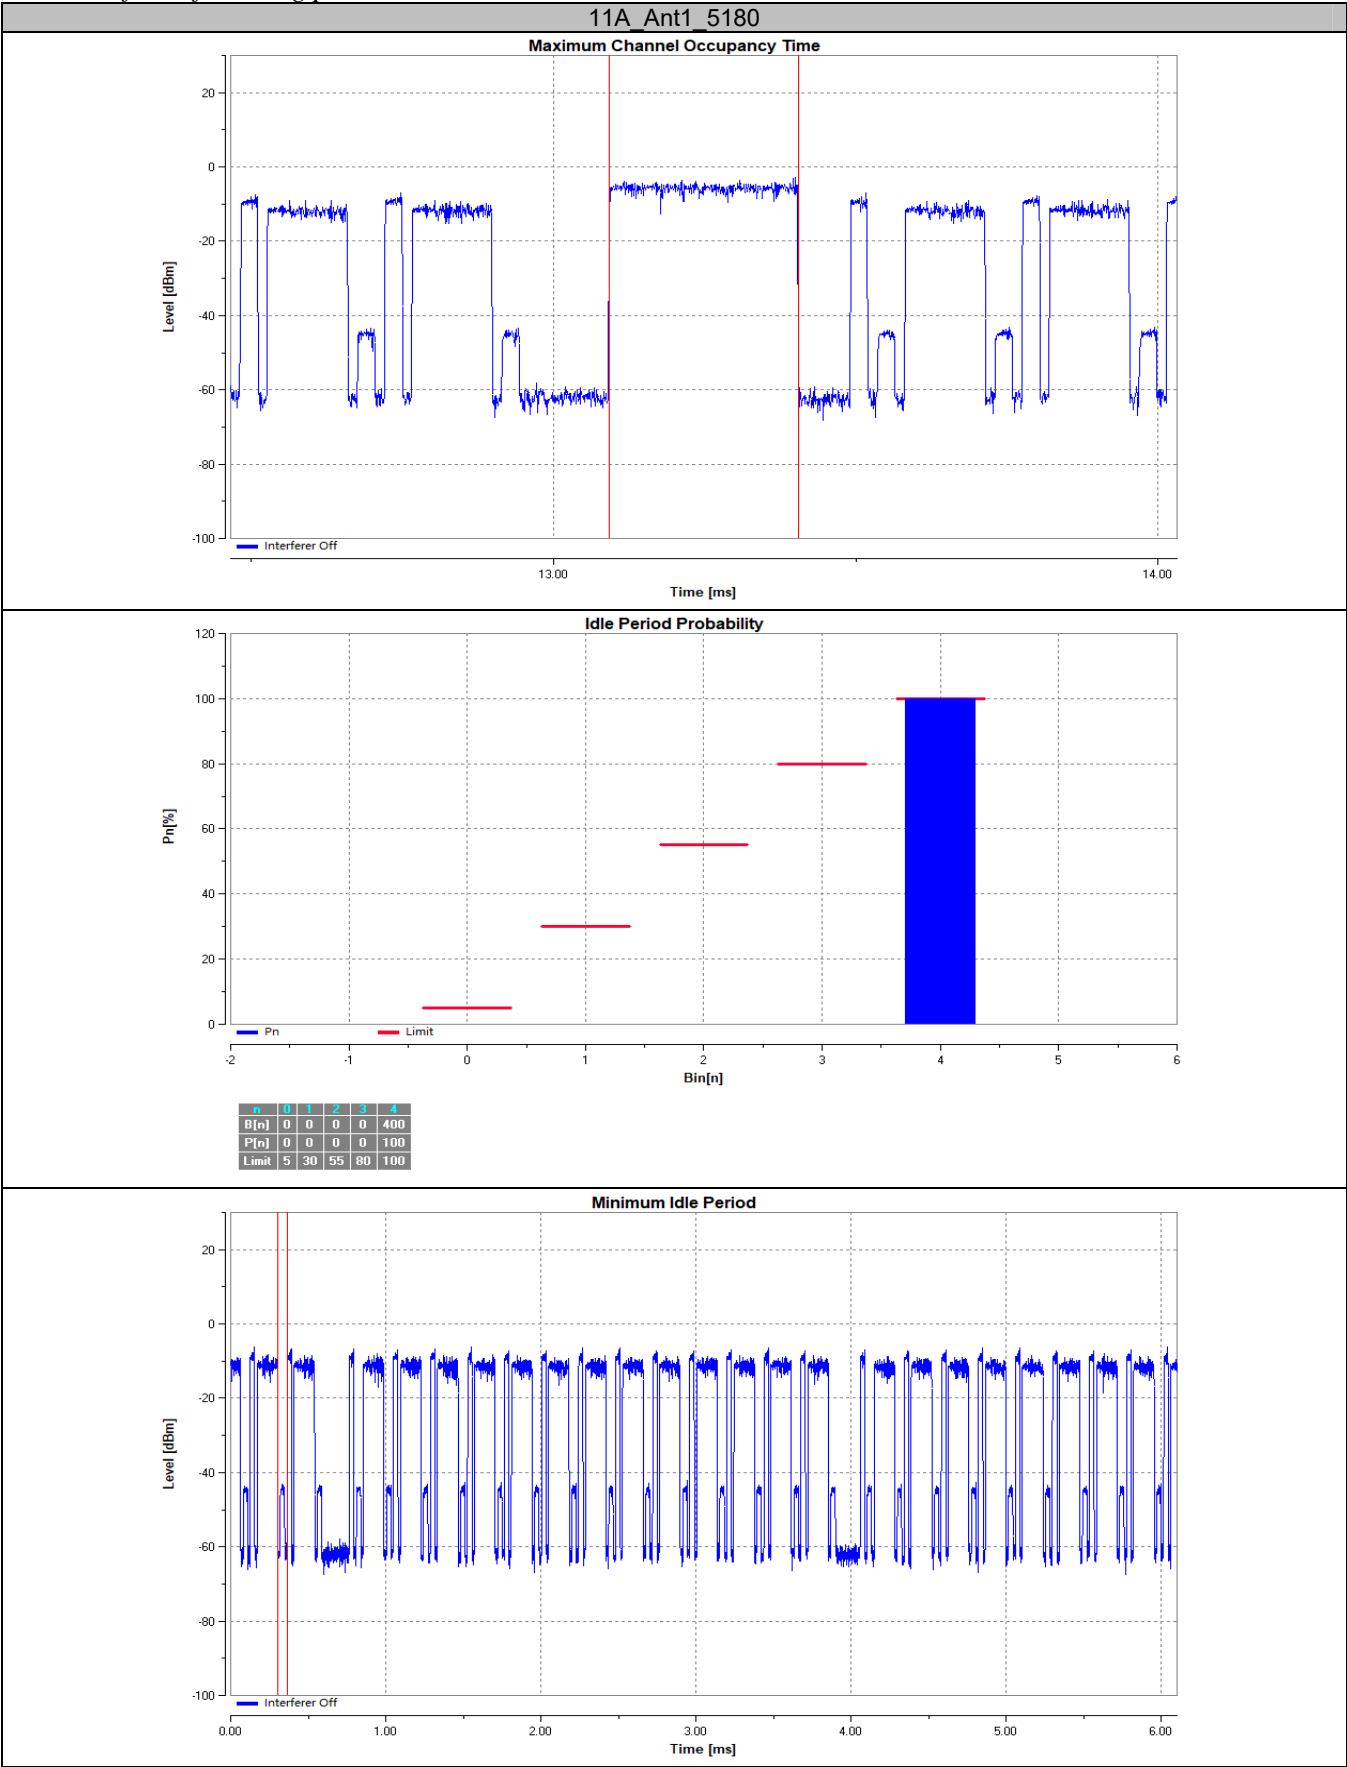 11A_Ant1_5180
Maximum Channel Occupancy Time
20
0
-20
-40
-60
-80
-100
Level [dBm]
Interferer Off
13.00 14.00
Time [ms]
Idle Period Probability
120
100
80
60
40
20
0
Pn[%]
Pn Limit
-2 -1 0 1 2 3 4 5 6
Bin[n]
n 0 1 2 3 4
B[n] 0 0 0 0 400
P[n] 0 0 0 0 100
Limit 5 30 55 80 100
Minimum Idle Period
20
0
-20
-40
-60
-80
-100
Level [dBm]
Interferer Off
0.00 1.00 2.00 3.00 4.00 5.00 6.00
Time [ms]